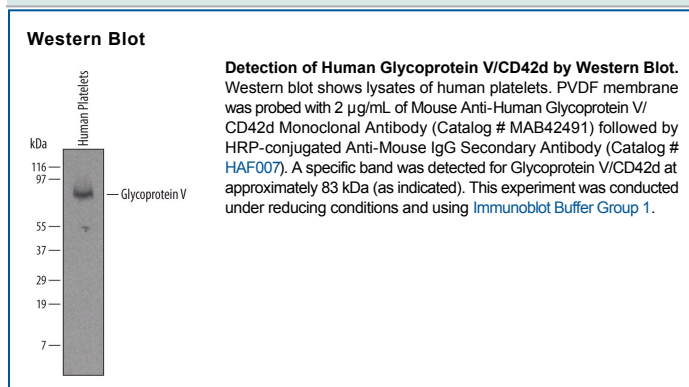 Western Blot
Human Platelets
kDa
116
97
Glycoprotein V
55
37
29
19
7
Detection of Human Glycoprotein V/CD42d by Western Blot.
Western blot shows lysates of human platelets. PVDF membrane
was probed with 2 µg/mL of Mouse Anti-Human Glycoprotein V/
CD42d Monoclonal Antibody (Catalog # MAB42491) followed by
HRP-conjugated Anti-Mouse IgG Secondary Antibody (Catalog #
HAF007). A specific band was detected for Glycoprotein V/CD42d at
approximately 83 kDa (as indicated). This experiment was conducted
under reducing conditions and using Immunoblot Buffer Group 1.